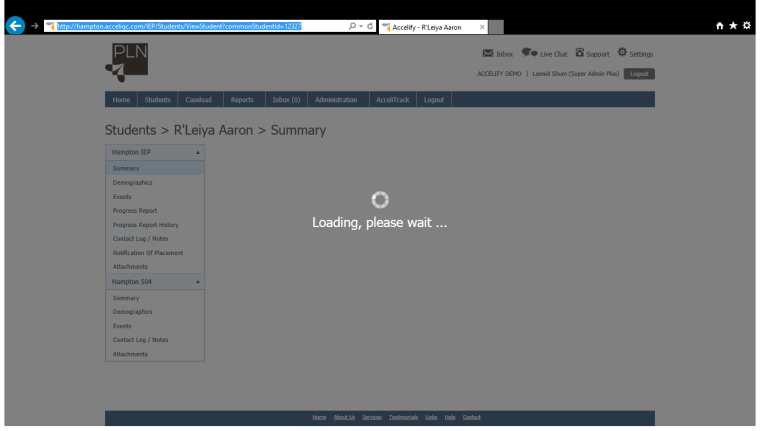 http://hampton.acceliqc.com/IEP/Students/ViewStudent?commonStudentId=12327
Accelify - R'Leiya Aaron
PLN
Inbox Live Chat Support Settings
ACCELIFY DEMO | Leonid Shum (Super Admin Plus) Logout
Home Students Caseload Reports Inbox (0) Administration AccelTrack Logout
Students > R'Leiya Aaron > Summary
Hampton IEP
Summary
Demographics
Events
Progress Report
Progress Report History
Contact Log / Notes
Notification Of Placement
Attachments
Hampton 504
Summary
Demographics
Events
Contact Log / Notes
Attachments
Loading, please wait ...
Home About Us Services Testimonials Links Help Contact